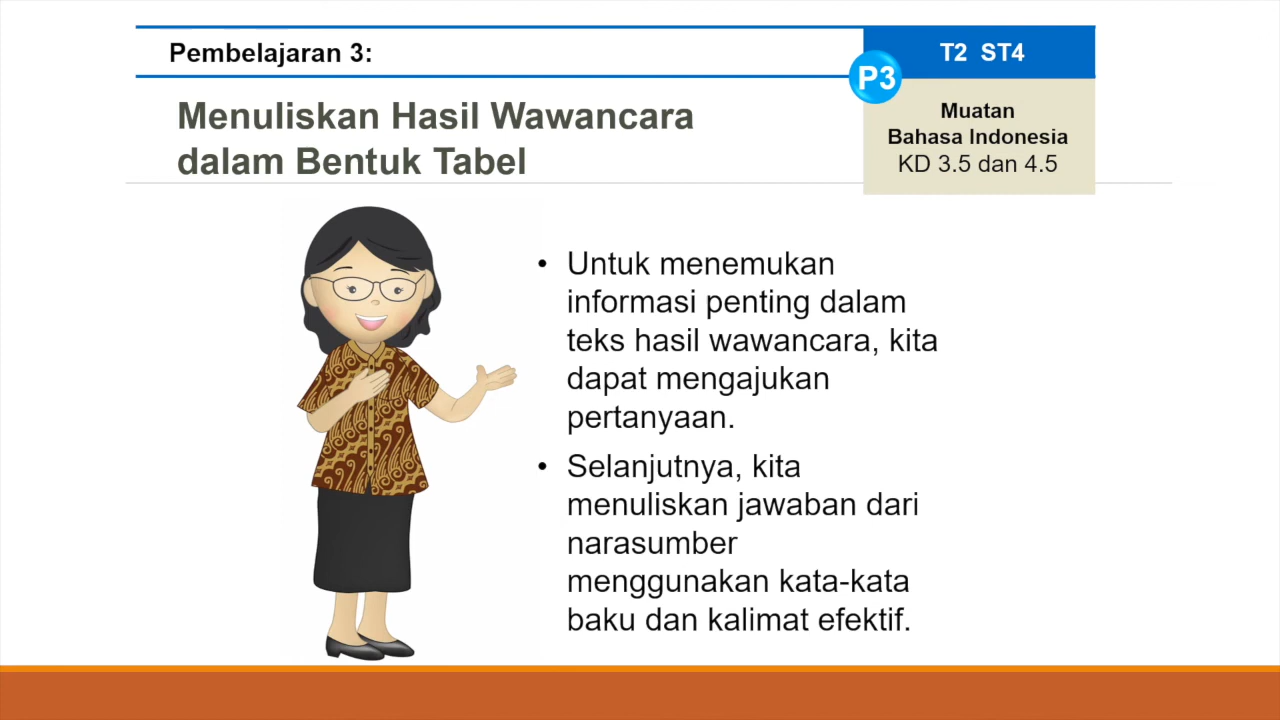 Pembelajaran 3:
T2 ST4
P3
Menuliskan Hasil Wawancara
dalam Bentuk Tabel
Muatan
Bahasa Indonesia
KD 3.5 dan 4.5
• Untuk menemukan
informasi penting dalam
teks hasil wawancara, kita
dapat mengajukan
pertanyaan.
• Selanjutnya, kita
menuliskan jawaban dari
narasumber
menggunakan kata-kata
baku dan kalimat efektif.